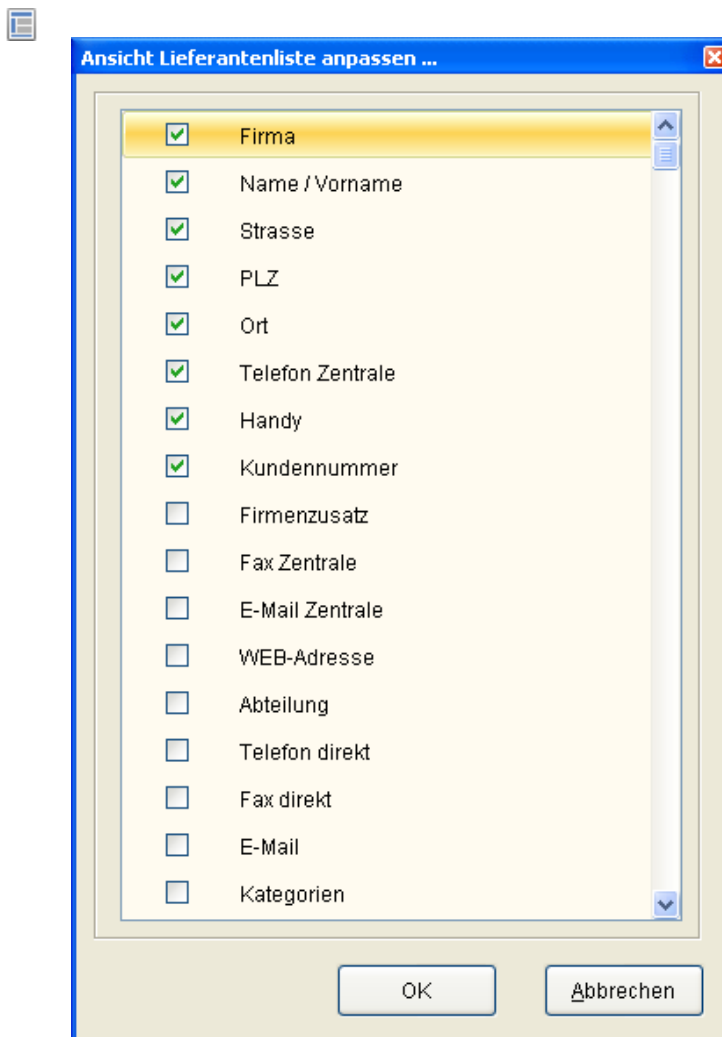 Ansicht Lieferantenliste anpassen ...
Firma
Name / Vorname
Strasse
PLZ
Ort
Telefon Zentrale
Handy
Kundennummer
Firmenzusatz
Fax Zentrale
E-Mail Zentrale
WEB-Adresse
Abteilung
Telefon direkt
Fax direkt
E-Mail
Kategorien
OK Abbrechen